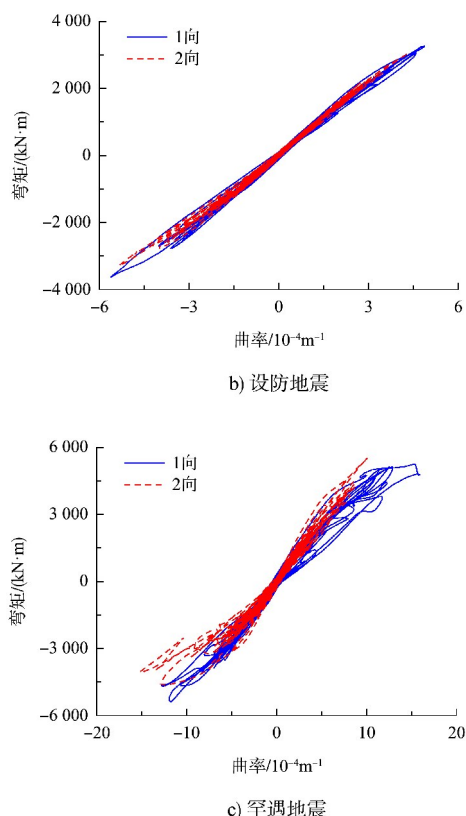 4 000
1向
2向
2 000
0
−2 000
−4 000
弯矩/(kN·m)
−6
−3
0
3
6
曲率/10⁻⁴m⁻¹
b) 设防地震
6 000
1向
2向
3 000
0
−3 000
−6 000
弯矩/(kN·m)
−20
−10
0
10
20
曲率/10⁻⁴m⁻¹
c) 罕遇地震